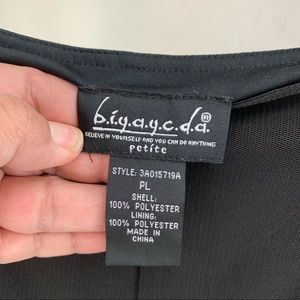 b.i.y.a.y.c.d.a.®
BELIEVE IN YOURSELF AND YOU CAN DO ANYTHING
petite
STYLE: 3A015719A
PL
SHELL:
100% POLYESTER
LINING:
100% POLYESTER
MADE IN
CHINA